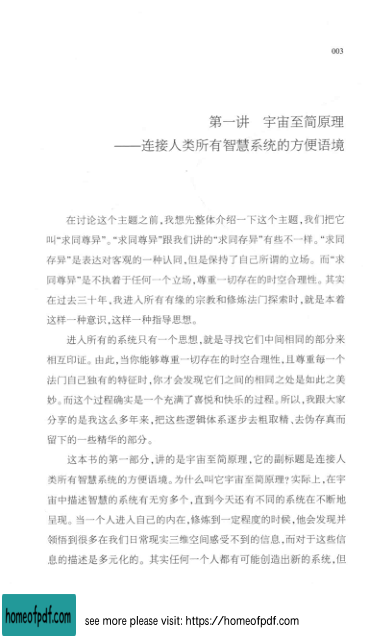 003
第一讲 宇宙至简原理
——连接人类所有智慧系统的方便语境
在讨论这个主题之前,我想先整体介绍一下这个主题,我们把它
叫“求同尊异”。“求同尊异”跟我们讲的“求同存异”有些不一样。“求同
存异”是表达对客观的一种认同,但是保持了自己所谓的立场。而“求
同尊异”是不执着于任何一个立场,尊重一切存在的时空合理性。其实
在过去三十年,我进入所有有缘的宗教和修炼法门探索时,就是本着
这样一种意识,这样一种指导思想。
进入所有的系统只有一个思想,就是寻找它们中间相同的部分来
相互印证。由此,当你能够尊重一切存在的时空合理性,且尊重每一个
法门自己独有的特征时,你才会发现它们之间的相同之处是如此之美
妙。而这个过程确实是一个充满了喜悦和快乐的过程。所以,我跟大家
分享的是我这么多年来,把这些逻辑体系逐步去粗取精、去伪存真而
留下的一些精华的部分。
这本书的第一部分,讲的是宇宙至简原理,它的副标题是连接人
类所有智慧系统的方便语境。为什么叫它宇宙至简原理?实际上,在宇
宙中描述智慧的系统有无穷多个,直到今天还有不同的系统在不断地
呈现。当一个人进入自己的内在,修炼到一定程度的时候,他会发现并
领悟到很多在我们日常现实三维空间感受不到的信息,而对于这些信
息的描述是多元化的。其实任何一个人都有可能创造出新的系统,但
homeofpdf.com
see more please visit: https://homeofpdf.com